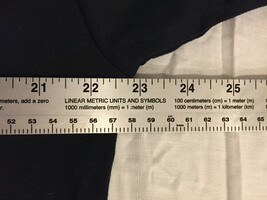 21 22 23 24 25
meters, add a zero LINEAR METRIC UNITS AND SYMBOLS 100 centimeters (cm) = 1 meter (m)
r. 1000 millimeters (mm) = 1 meter (m) 1000 meters (m) = 1 kilometer (km)
52 53 54 55 56 57 58 59 60 61 62 63 64 65